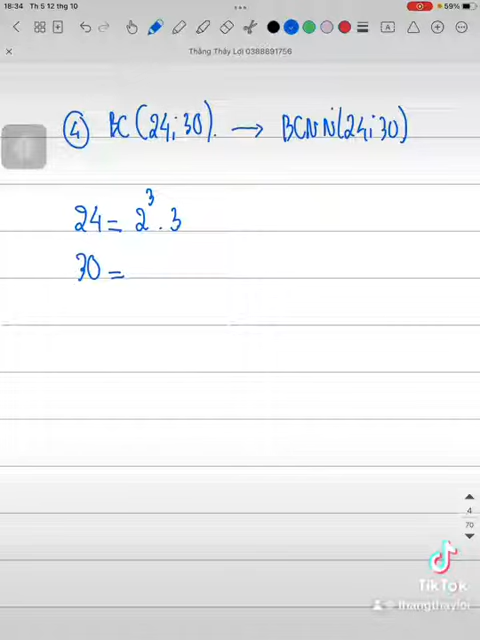 18:34 Th 5 12 thg 10 59%
Thắng Thầy Lợi 0388891756
④ BC(24; 30). → BCNN(24; 30)
24 = 2³ . 3
30 =
4
70
TikTok
thangthayloi